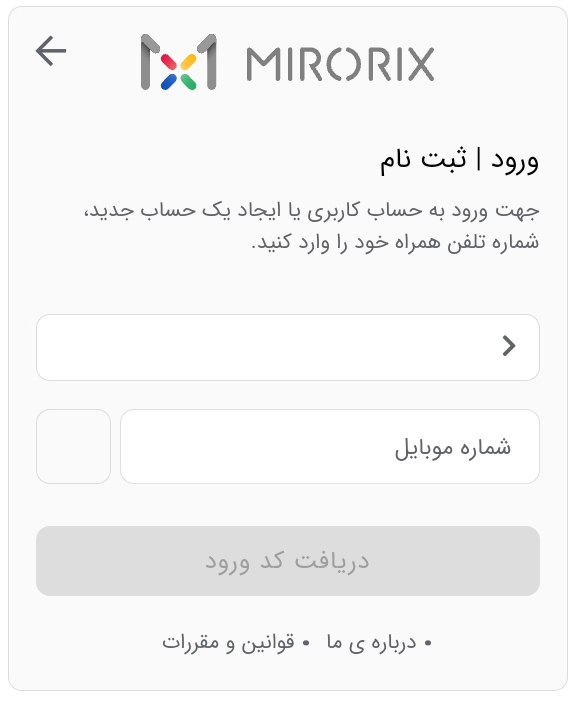 MIRORIX
ورود | ثبت نام
جهت ورود به حساب کاربری یا ایجاد یک حساب جدید،
شماره تلفن همراه خود را وارد کنید.
شماره موبایل
دریافت کد ورود
• درباره ی ما • قوانین و مقررات